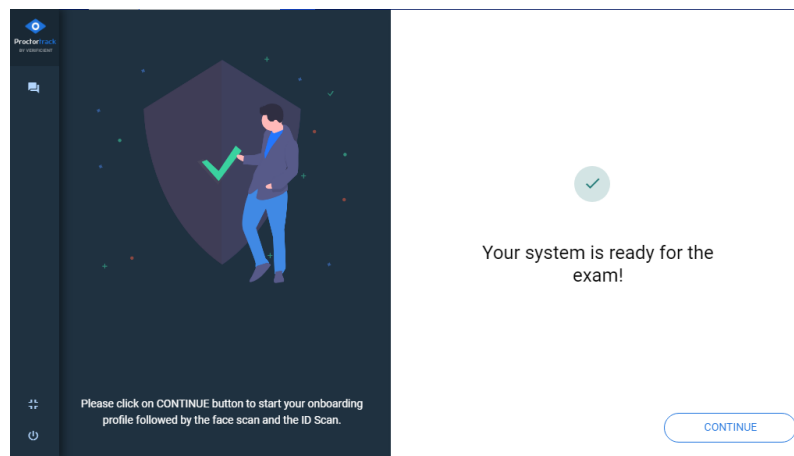 Proctortrack
BY VERIFICIENT
Please click on CONTINUE button to start your onboarding
profile followed by the face scan and the ID Scan.
Your system is ready for the
exam!
CONTINUE